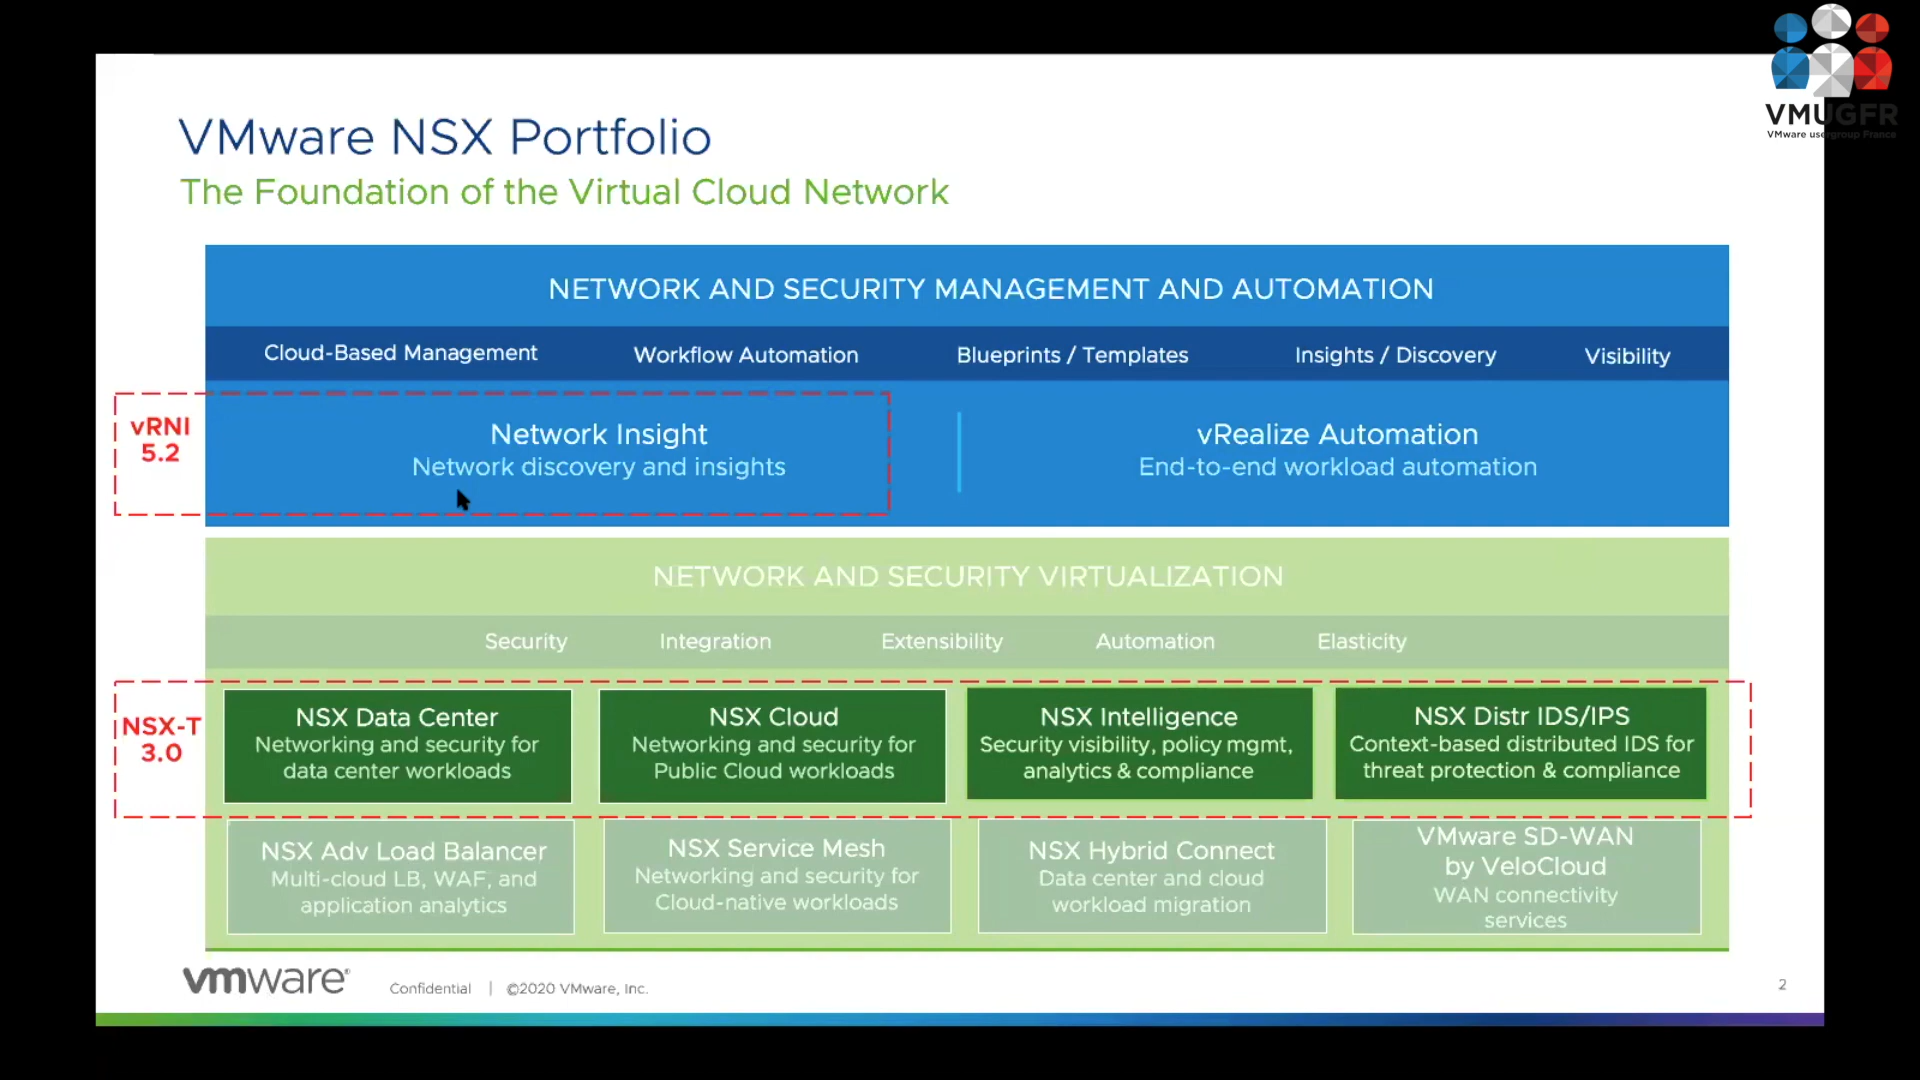 VMUGFR
VMware usergroup France
VMware NSX Portfolio
The Foundation of the Virtual Cloud Network
NETWORK AND SECURITY MANAGEMENT AND AUTOMATION
Cloud-Based Management
Workflow Automation
Blueprints / Templates
Insights / Discovery
Visibility
vRNI
5.2
Network Insight
Network discovery and insights
vRealize Automation
End-to-end workload automation
NETWORK AND SECURITY VIRTUALIZATION
Security
Integration
Extensibility
Automation
Elasticity
NSX-T
3.0
NSX Data Center
Networking and security for
data center workloads
NSX Cloud
Networking and security for
Public Cloud workloads
NSX Intelligence
Security visibility, policy mgmt,
analytics & compliance
NSX Distr IDS/IPS
Context-based distributed IDS for
threat protection & compliance
NSX Adv Load Balancer
Multi-cloud LB, WAF, and
application analytics
NSX Service Mesh
Networking and security for
Cloud-native workloads
NSX Hybrid Connect
Data center and cloud
workload migration
VMware SD-WAN
by VeloCloud
WAN connectivity
services
vmware®
Confidential | ©2020 VMware, Inc.
2